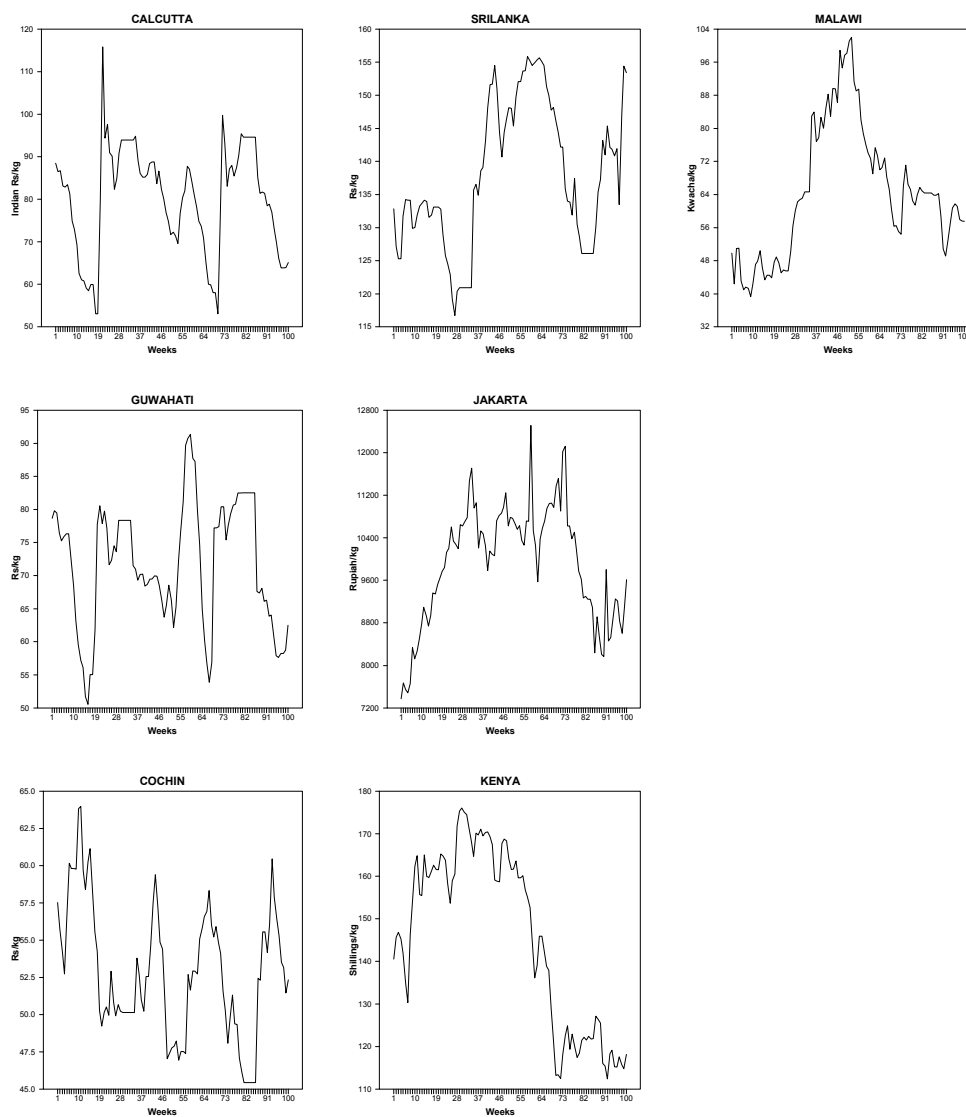 CALCUTTA
Indian Rs/kg
120
110
100
90
80
70
60
50
1 10 19 28 37 46 55 64 73 82 91 100
Weeks
SRILANKA
Rs/kg
160
155
150
145
140
135
130
125
120
115
1 10 19 28 37 46 55 64 73 82 91 100
Weeks
MALAWI
Kwacha/kg
104
96
88
80
72
64
56
48
40
32
1 10 19 28 37 46 55 64 73 82 91 100
Weeks
GUWAHATI
Rs/kg
95
90
85
80
75
70
65
60
55
50
1 10 19 28 37 46 55 64 73 82 91 100
Weeks
JAKARTA
Rupiah/kg
12800
12000
11200
10400
9600
8800
8000
7200
1 10 19 28 37 46 55 64 73 82 91 100
Weeks
COCHIN
Rs/kg
65.0
62.5
60.0
57.5
55.0
52.5
50.0
47.5
45.0
1 10 19 28 37 46 55 64 73 82 91 100
Weeks
KENYA
Shillings/kg
180
170
160
150
140
130
120
110
1 10 19 28 37 46 55 64 73 82 91 100
Weeks